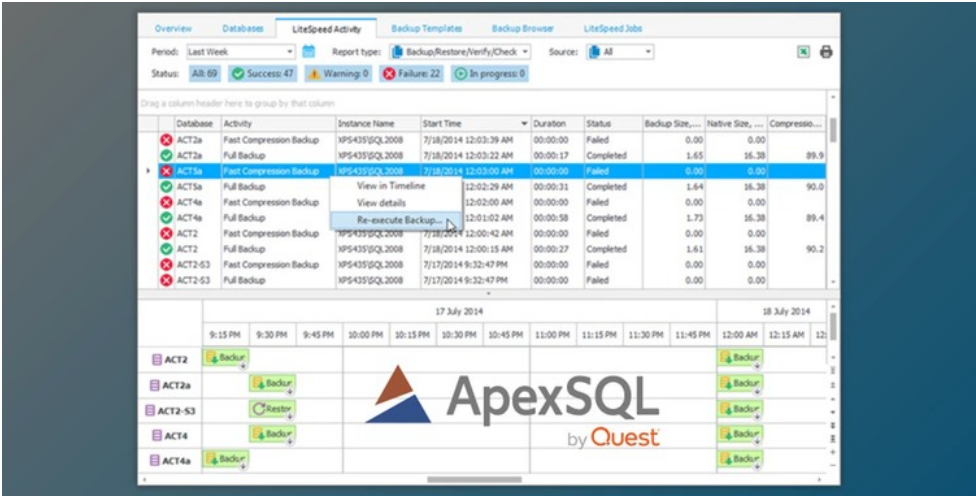 Overview Databases LiteSpeed Activity Backup Templates Backup Browser LiteSpeed Jobs
Period: Last Week Report type: Backup/Restore/Verify/Check Source: All
Status: All: 69 Success: 47 Warning: 0 Failure: 22 In progress: 0
Drag a column header here to group by that column
Database Activity Instance Name Start Time Duration Status Backup Size,... Native Size, ... Compressio...
ACT2a Fast Compression Backup XPS435\SQL2008 7/18/2014 12:03:39 AM 00:00:00 Failed 0.00 0.00
ACT2a Full Backup XPS435\SQL2008 7/18/2014 12:03:22 AM 00:00:17 Completed 1.65 16.38 89.9
ACT5a Fast Compression Backup XPS435\SQL2008 7/18/2014 12:03:00 AM 00:00:00 Failed 0.00 0.00
ACT5a Full Backup View in Timeline 12:02:29 AM 00:00:31 Completed 1.64 16.38 90.0
ACT4a Fast Compression Backup View details 12:02:00 AM 00:00:00 Failed 0.00 0.00
ACT4a Full Backup Re-execute Backup... 12:01:02 AM 00:00:58 Completed 1.73 16.38 89.4
ACT2 Fast Compression Backup XPS435\SQL2008 7/18/2014 12:00:42 AM 00:00:00 Failed 0.00 0.00
ACT2 Full Backup XPS435\SQL2008 7/18/2014 12:00:15 AM 00:00:27 Completed 1.61 16.38 90.2
ACT2-S3 Fast Compression Backup XPS435\SQL2008 7/17/2014 9:32:47 PM 00:00:00 Failed 0.00 0.00
ACT2-S3 Full Backup XPS435\SQL2008 7/17/2014 9:32:47 PM 00:00:00 Failed 0.00 0.00
17 July 2014 18 July 2014
9:15 PM 9:30 PM 9:45 PM 10:00 PM 10:15 PM 10:30 PM 10:45 PM 11:00 PM 11:15 PM 11:30 PM 11:45 PM 12:00 AM 12:15 AM 12:
ACT2 Backup Backup
ACT2a Backup Backup
ACT2-S3 Restor Backup
ACT4 Backup Backup
ACT4a Backup Backup
ApexSQL
by Quest